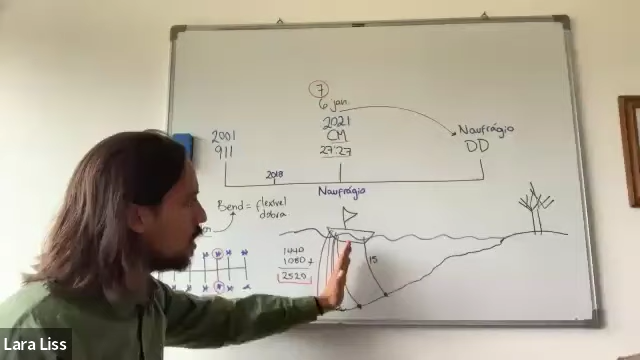 7
6 jan.
2021
CM
27:27
2001
911
Naufrágio
DD
2018
Naufrágio
Bend = flexível
dobra
1440
1080 +
2520
15
Lara Liss